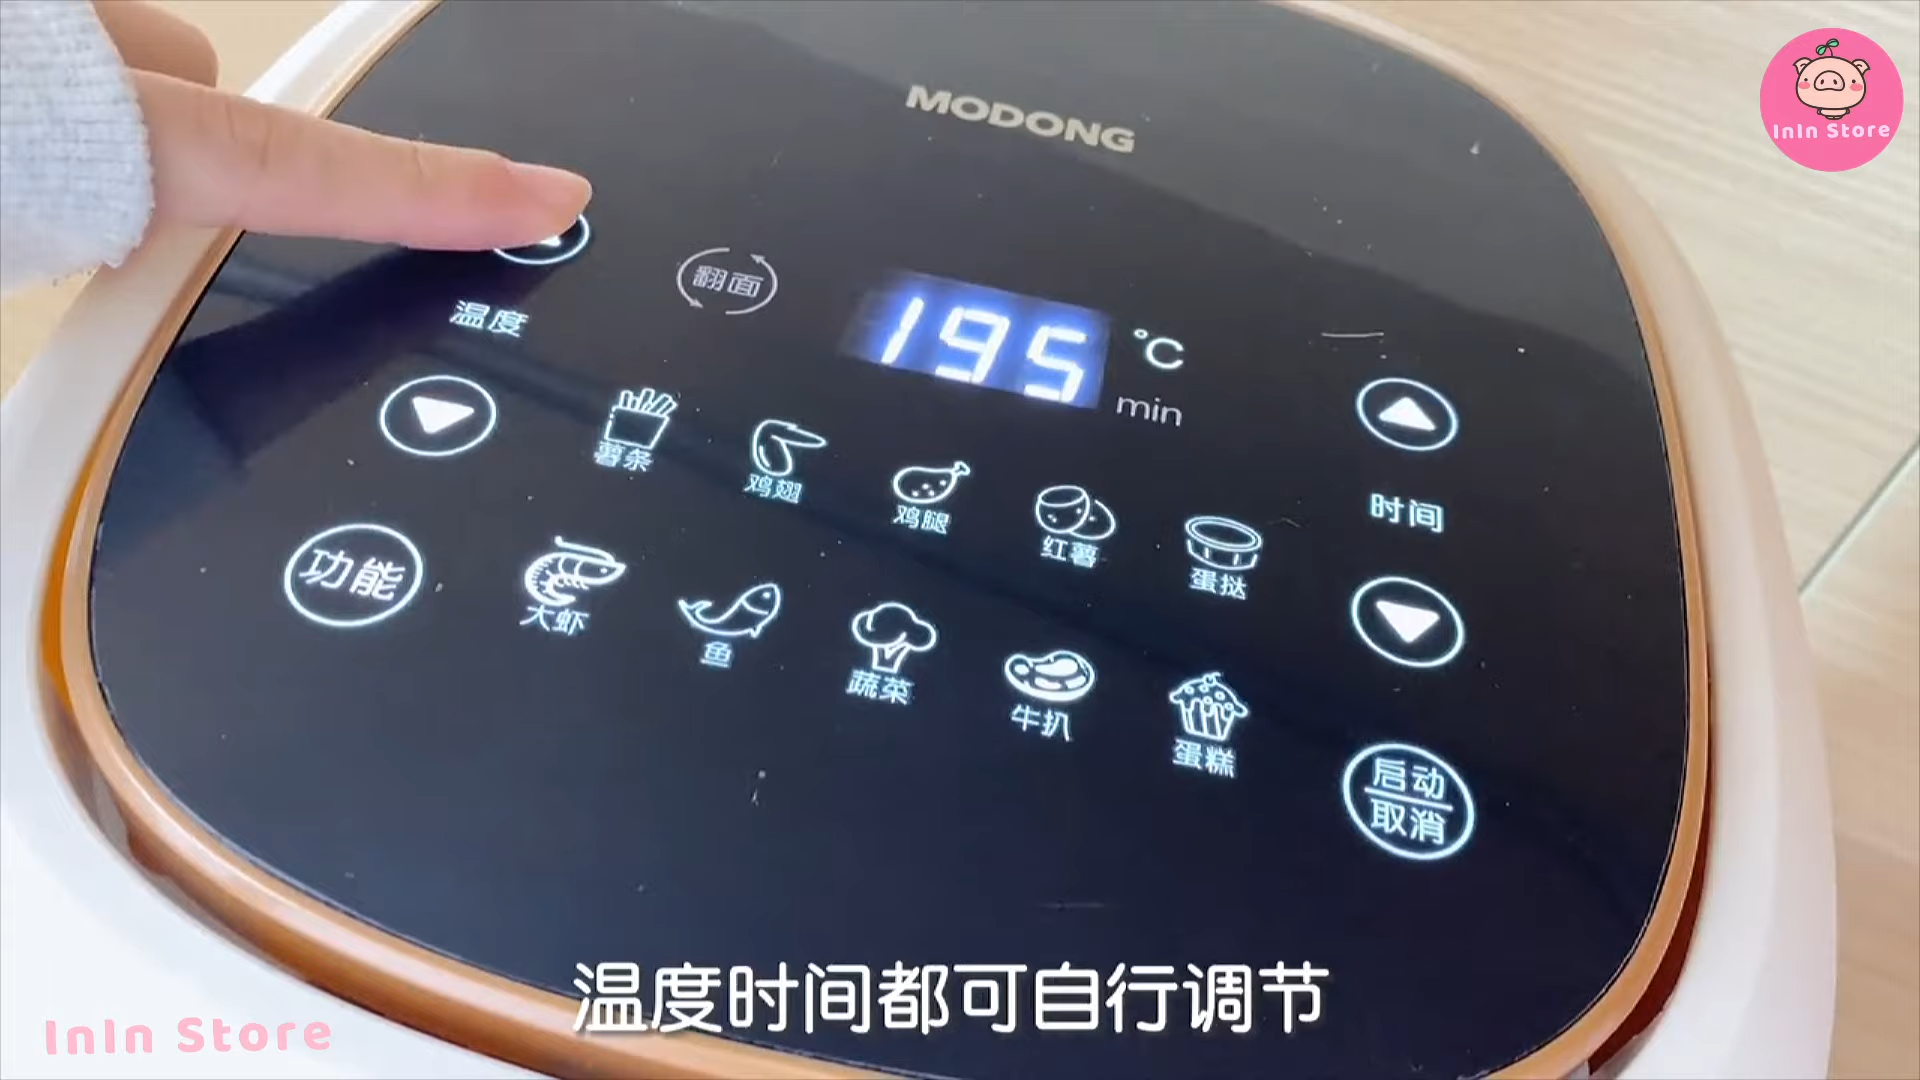 MODONG
InIn Store
翻面
195
℃
min
温度
薯条
鸡翅
鸡腿
红薯
蛋挞
时间
功能
大虾
鱼
蔬菜
牛扒
蛋糕
启动
取消
温度时间都可自行调节
InIn Store